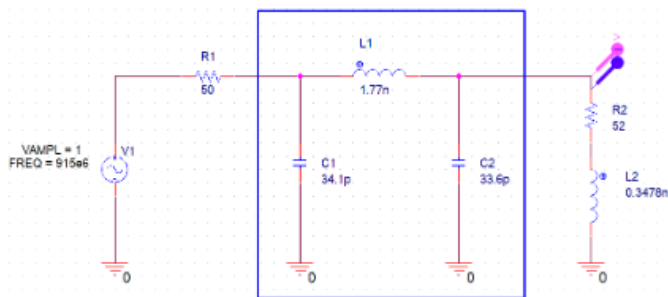 R1
50
L1
1.77n
VAMPL = 1
FREQ = 915e6
V1
C1
34.1p
C2
33.6p
R2
52
L2
0.3478n
0
0
0
0
V